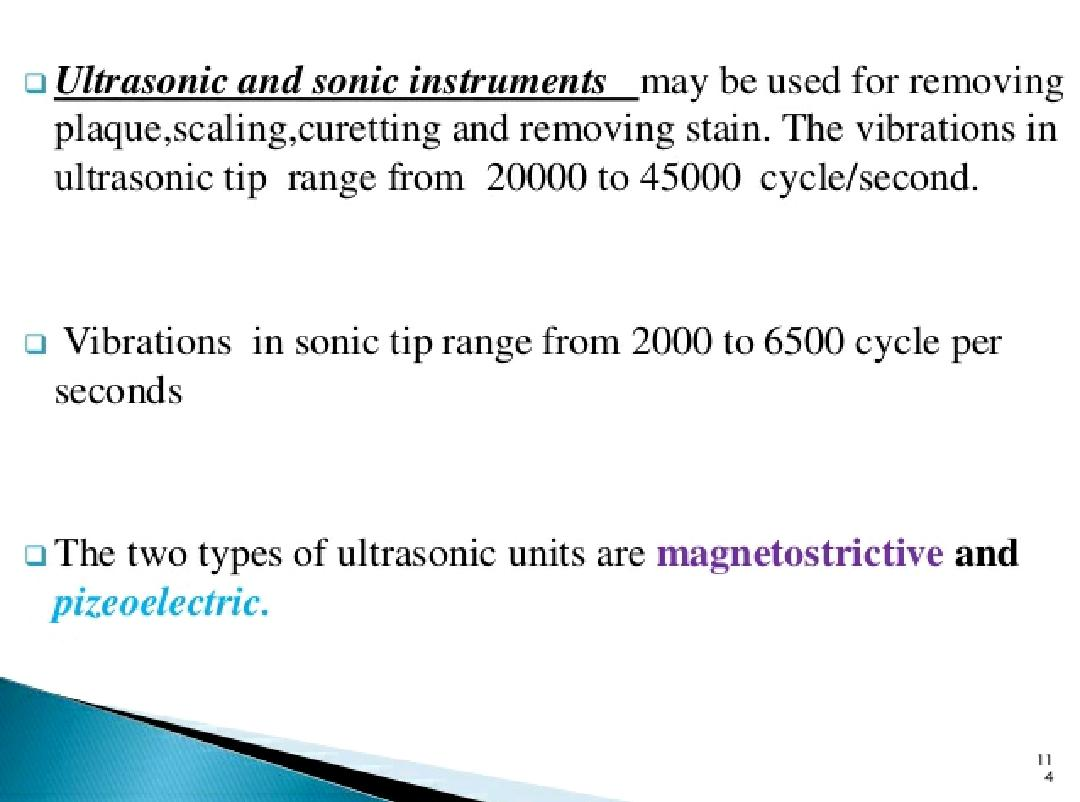 Ultrasonic and sonic instruments may be used for removing
plaque,scaling,curetting and removing stain. The vibrations in
ultrasonic tip range from 20000 to 45000 cycle/second.
Vibrations in sonic tip range from 2000 to 6500 cycle per
seconds
The two types of ultrasonic units are magnetostrictive and
pizeoelectric.
11
4